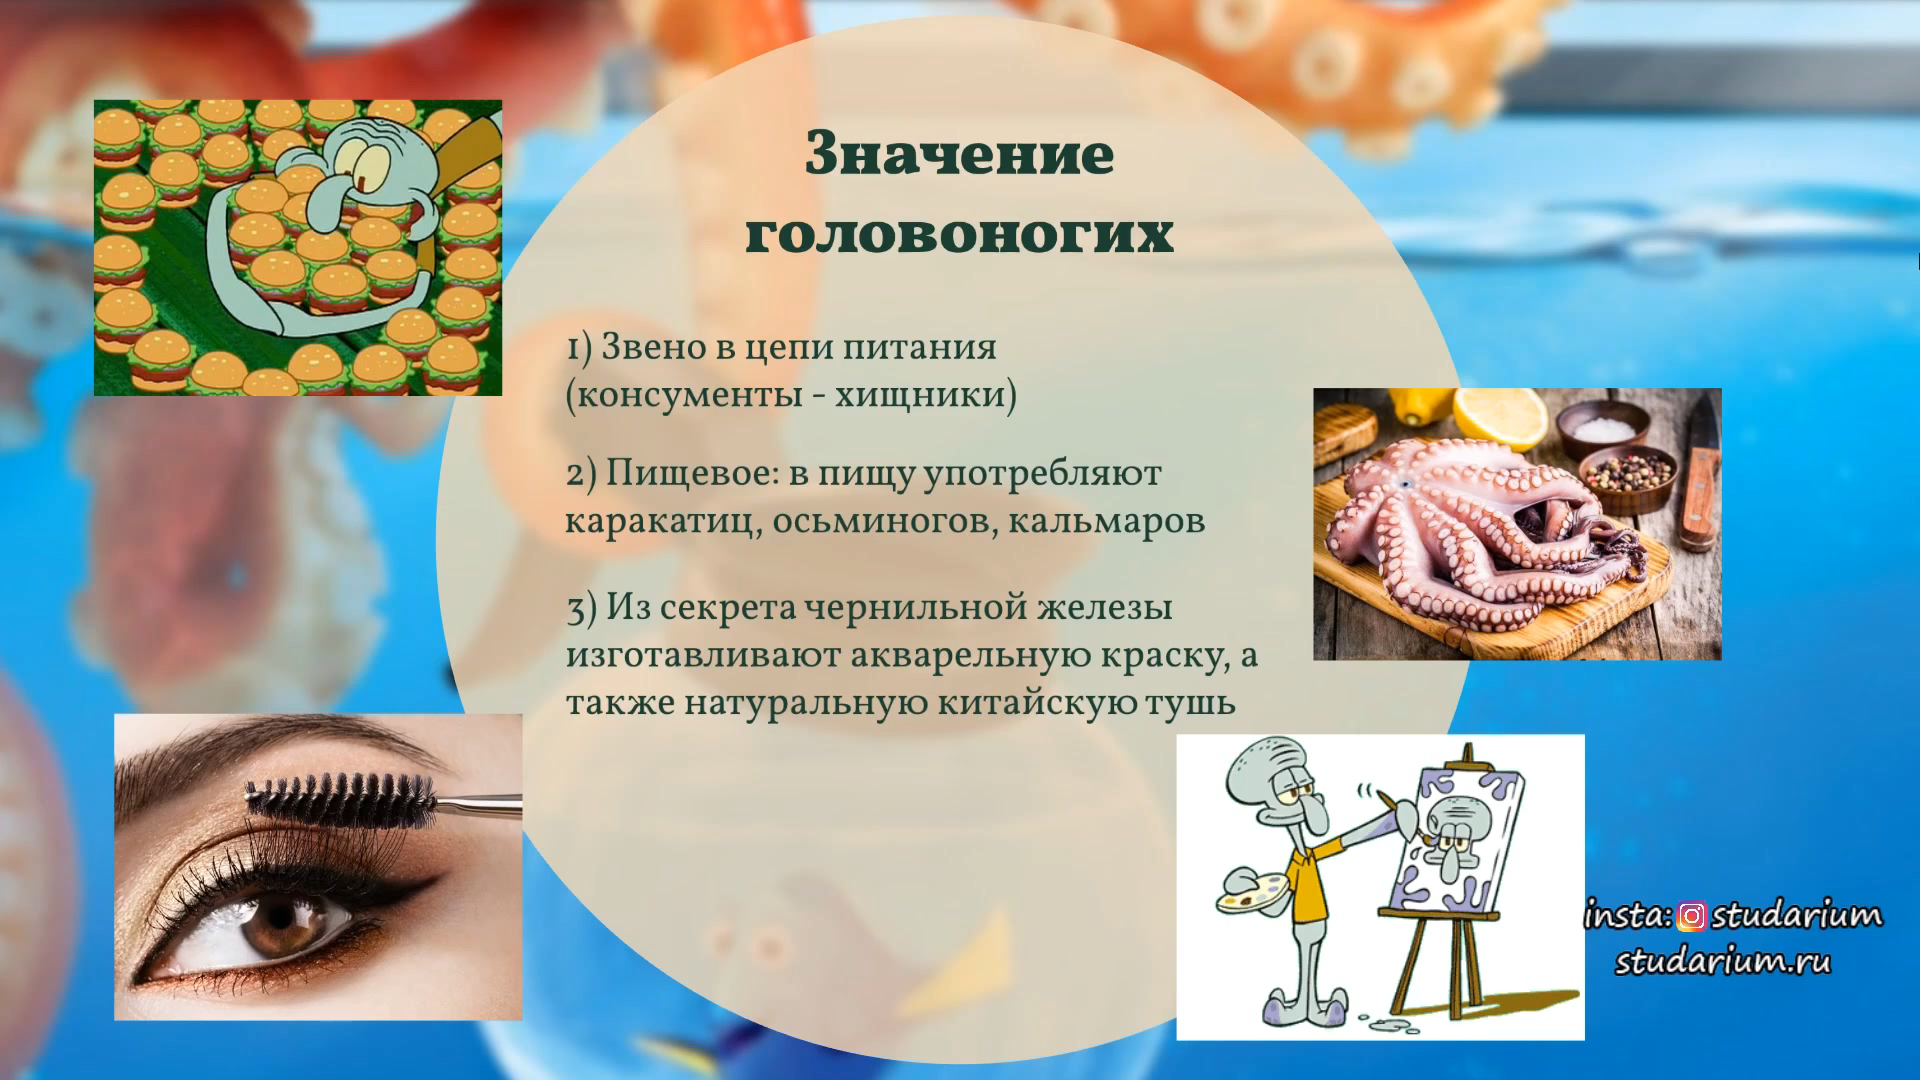 Значение
головоногих
1) Звено в цепи питания
(консументы - хищники)
2) Пищевое: в пищу употребляют
каракатиц, осьминогов, кальмаров
3) Из секрета чернильной железы
изготавливают акварельную краску, а
также натуральную китайскую тушь
insta: studarium
studarium.ru